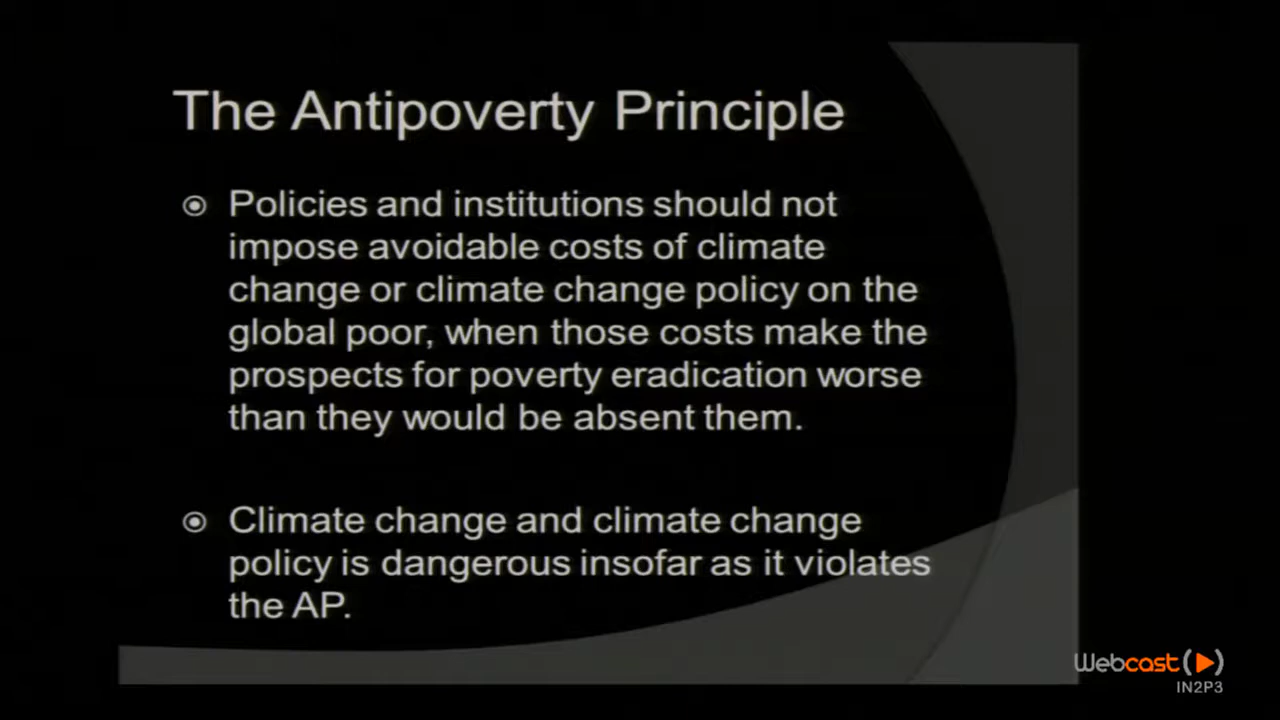 The Antipoverty Principle
Policies and institutions should not
impose avoidable costs of climate
change or climate change policy on the
global poor, when those costs make the
prospects for poverty eradication worse
than they would be absent them.
Climate change and climate change
policy is dangerous insofar as it violates
the AP.
Webcast
IN2P3